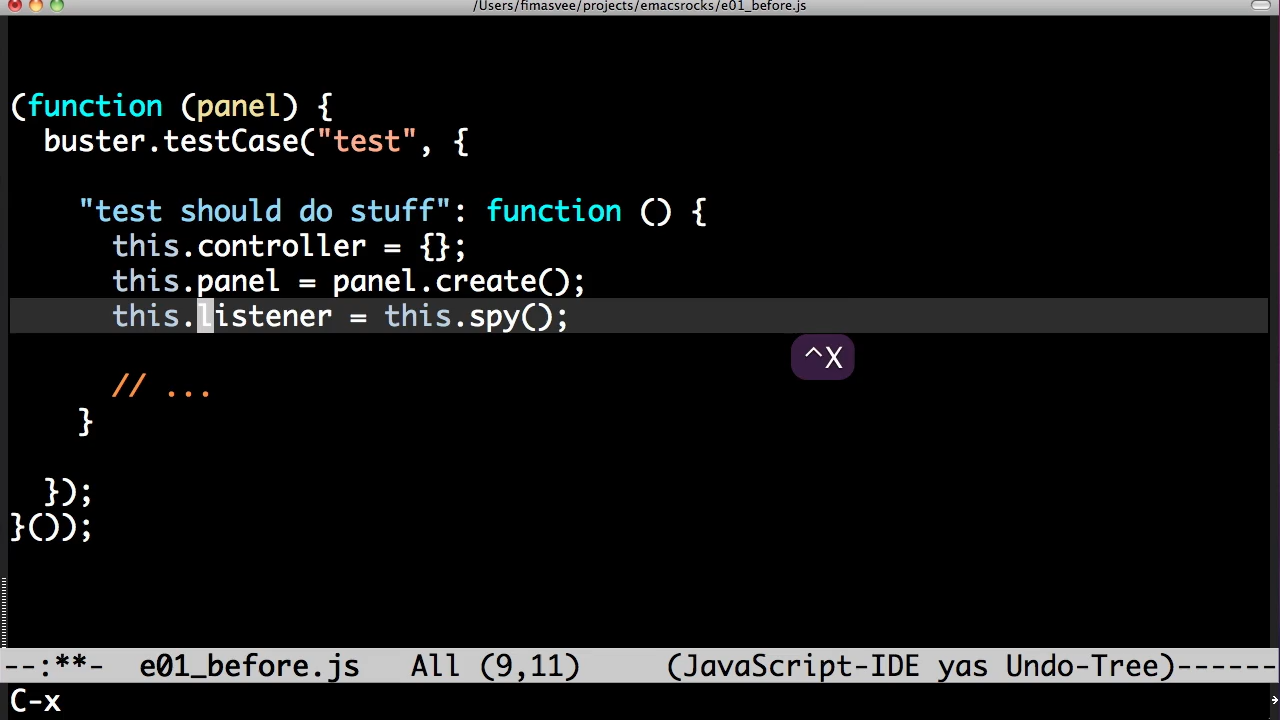 /Users/fimasvee/projects/emacsrocks/e01_before.js
(function (panel) {
  buster.testCase("test", {
    "test should do stuff": function () {
      this.controller = {};
      this.panel = panel.create();
      this.listener = this.spy();
^X
      // ...
    }
  });
}());
--:**-  e01_before.js   All (9,11)     (JavaScript-IDE yas Undo-Tree)------
C-x